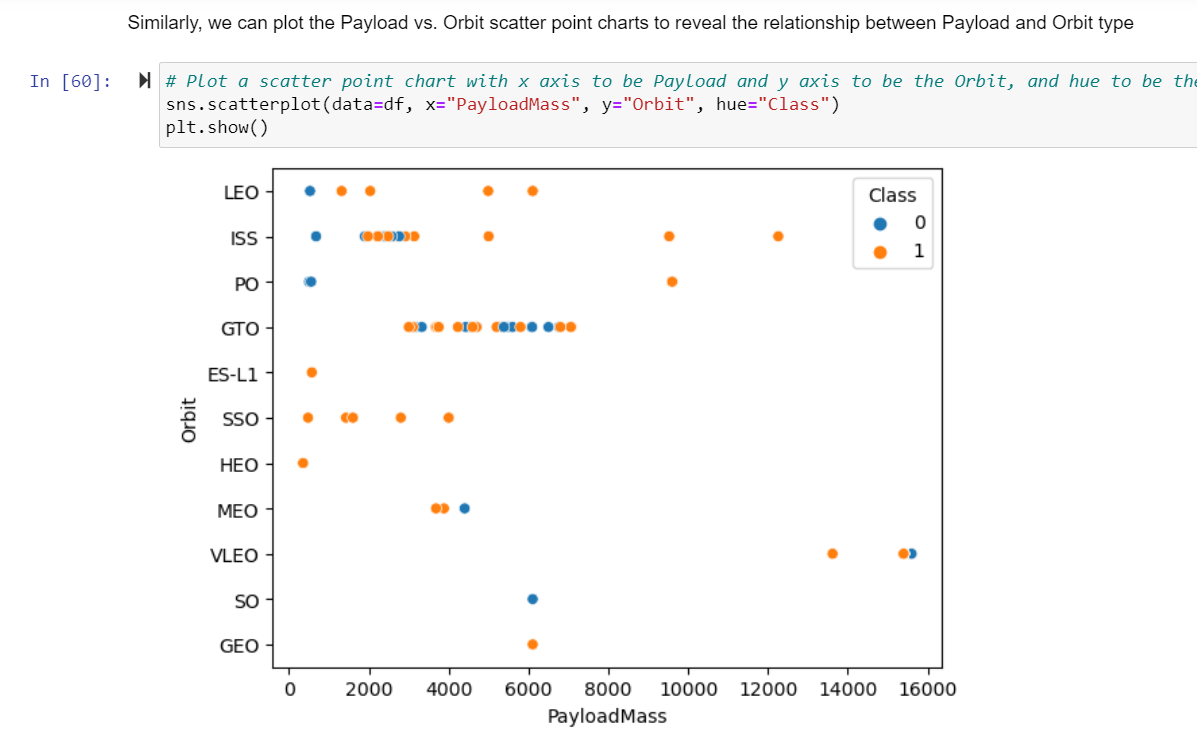 Similarly, we can plot the Payload vs. Orbit scatter point charts to reveal the relationship between Payload and Orbit type
In [60]:
# Plot a scatter point chart with x axis to be Payload and y axis to be the Orbit, and hue to be the
sns.scatterplot(data=df, x="PayloadMass", y="Orbit", hue="Class")
plt.show()
Class
0
1
LEO
ISS
PO
GTO
ES-L1
SSO
HEO
MEO
VLEO
SO
GEO
Orbit
0 2000 4000 6000 8000 10000 12000 14000 16000
PayloadMass